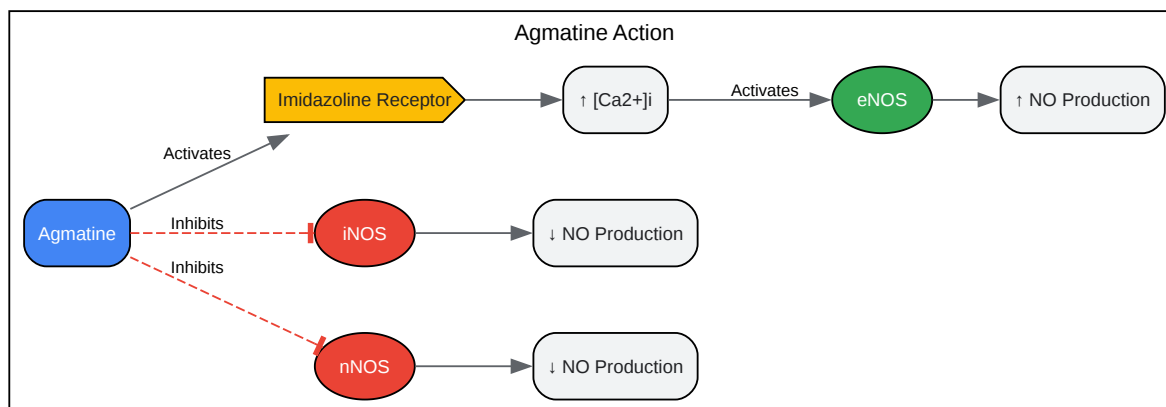 Agmatine Action
Imidazoline Receptor
↑ [Ca2+]i
Activates
eNOS
↑ NO Production
Activates
Agmatine
Inhibits
iNOS
↓ NO Production
Inhibits
nNOS
↓ NO Production